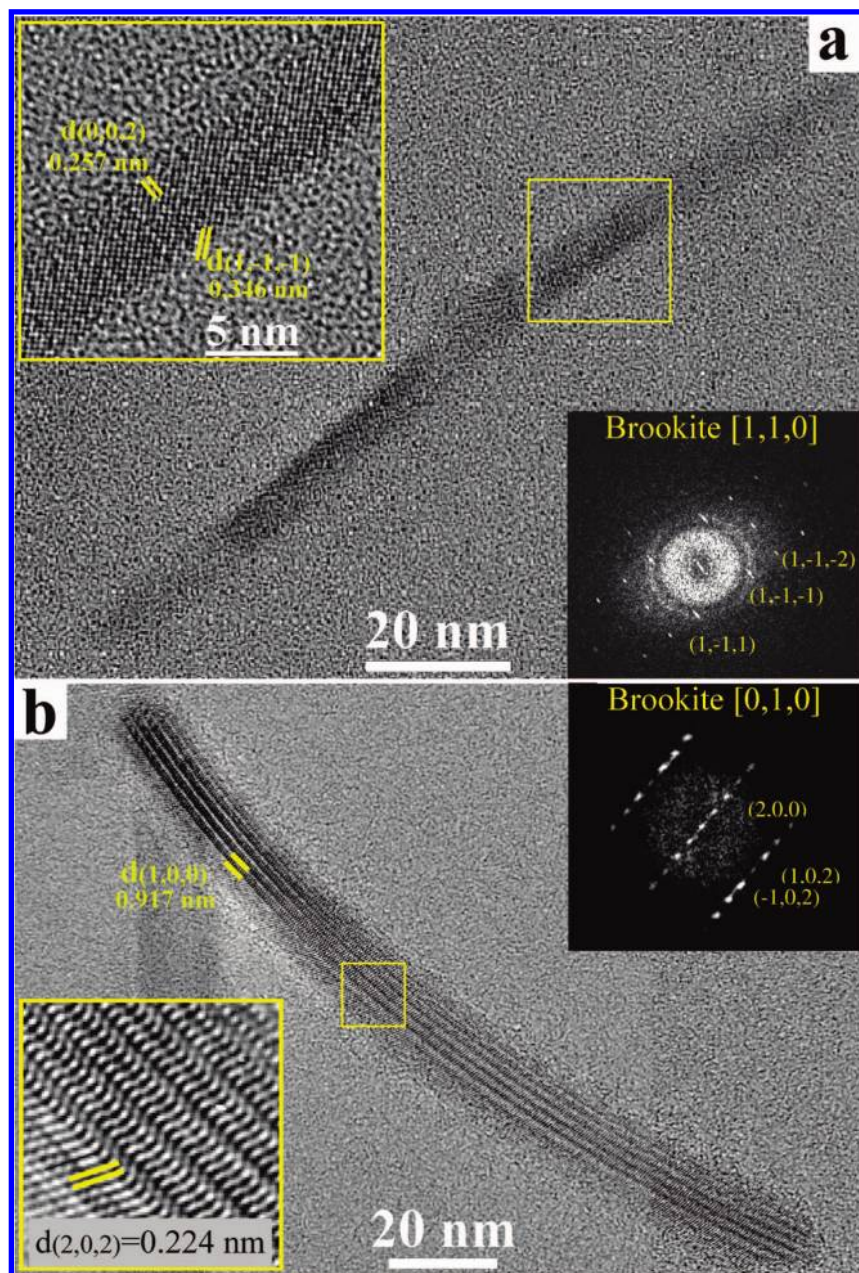 a
d(0,0,2)
0.257 nm
d(1,-1,-1)
0.346 nm
5 nm
Brookite [1,1,0]
(1,-1,-2)
(1,-1,-1)
(1,-1,1)
20 nm
b
Brookite [0,1,0]
(2,0,0)
(1,0,2)
(-1,0,2)
d(1,0,0)
0.917 nm
d(2,0,2)=0.224 nm
20 nm